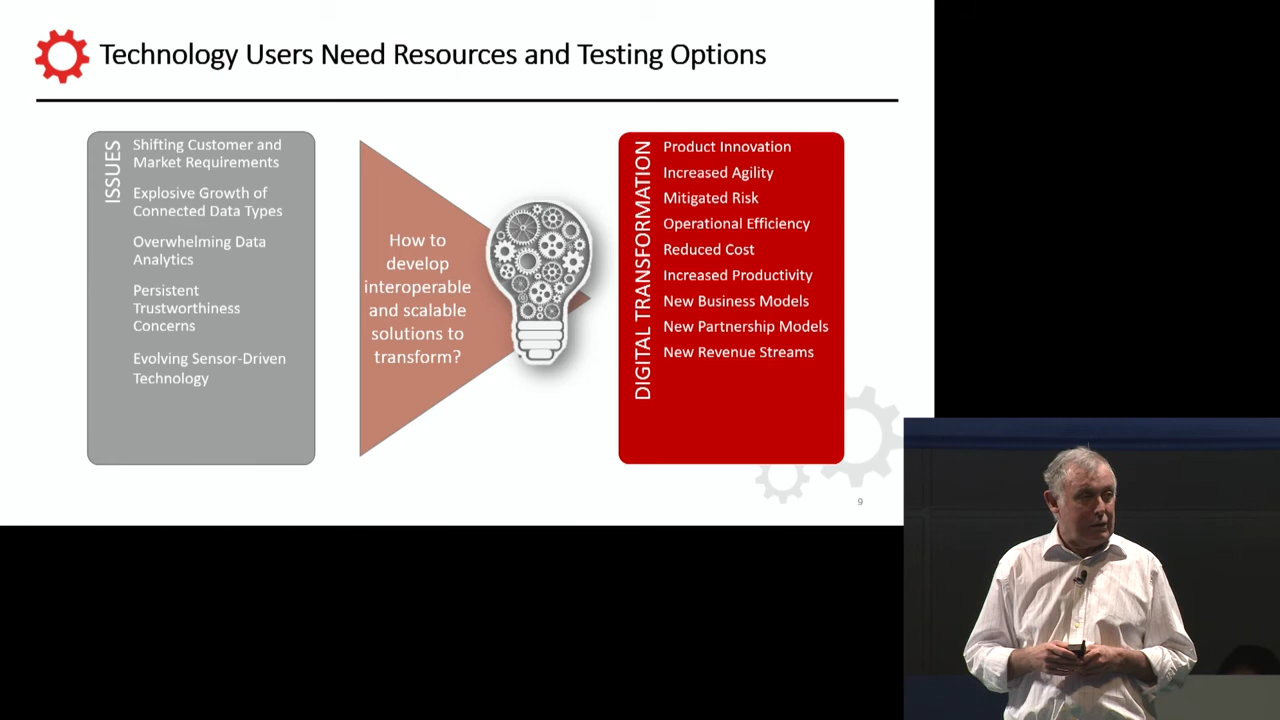 Technology Users Need Resources and Testing Options
ISSUES
Shifting Customer and
Market Requirements
Explosive Growth of
Connected Data Types
Overwhelming Data
Analytics
Persistent
Trustworthiness
Concerns
Evolving Sensor-Driven
Technology
How to
develop
interoperable
and scalable
solutions to
transform?
DIGITAL TRANSFORMATION
Product Innovation
Increased Agility
Mitigated Risk
Operational Efficiency
Reduced Cost
Increased Productivity
New Business Models
New Partnership Models
New Revenue Streams
9